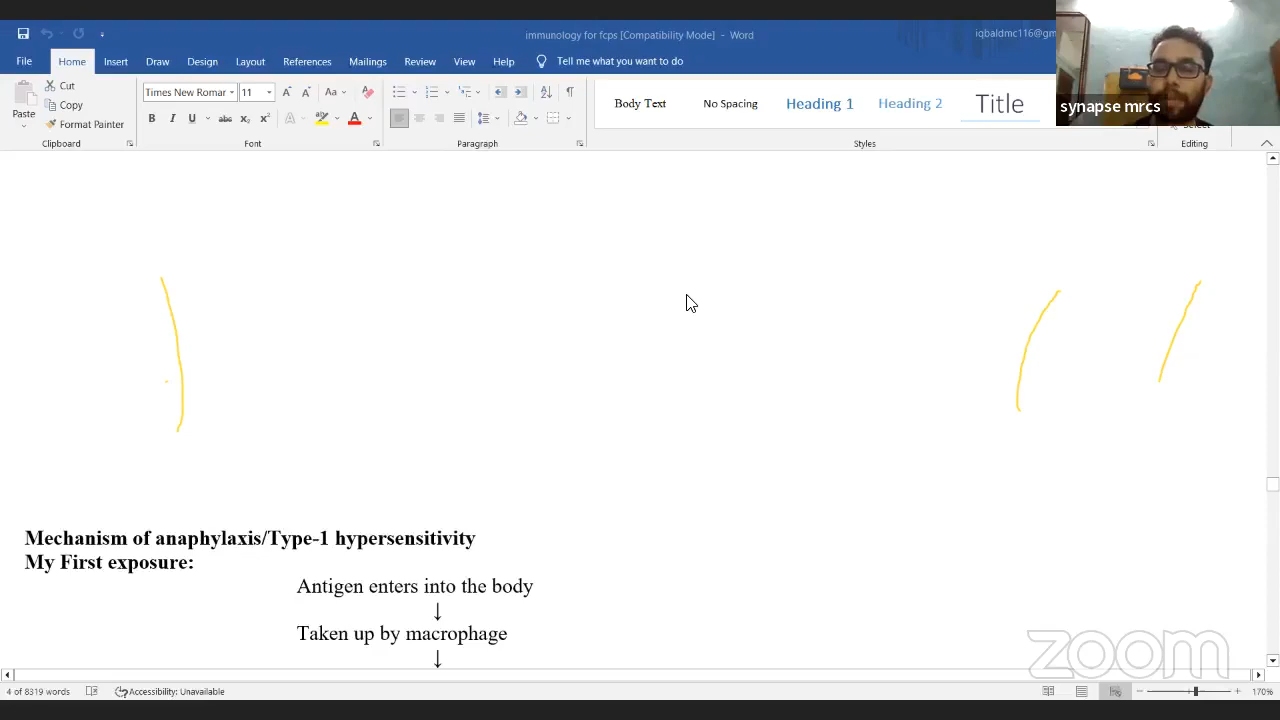 immunology for fcps [Compatibility Mode] - Word
iqbaldmc116@gm
File Home Insert Draw Design Layout References Mailings Review View Help Tell me what you want to do
Paste
Cut
Copy
Format Painter
Times New Romar 11
Body Text No Spacing Heading 1 Heading 2 Title
synapse mrcs
Clipboard Font Paragraph Styles Editing
Mechanism of anaphylaxis/Type-1 hypersensitivity
My First exposure:
Antigen enters into the body
↓
Taken up by macrophage
↓
zoom
4 of 8319 words Accessibility: Unavailable 170%